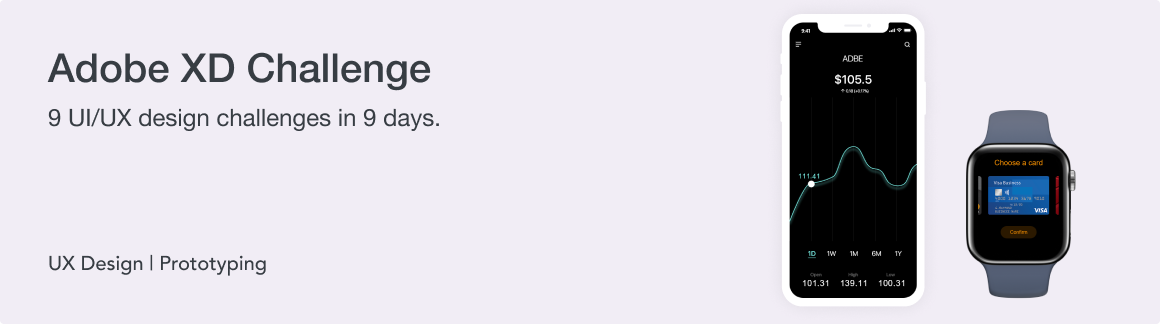 Adobe XD Challenge
9 UI/UX design challenges in 9 days.
UX Design | Prototyping
9:41
ADBE
$105.5
111.41
1D 1W 1M 6M 1Y
Open High Low
101.31 139.11 100.31
Choose a card
Visa Business
VISA
Confirm